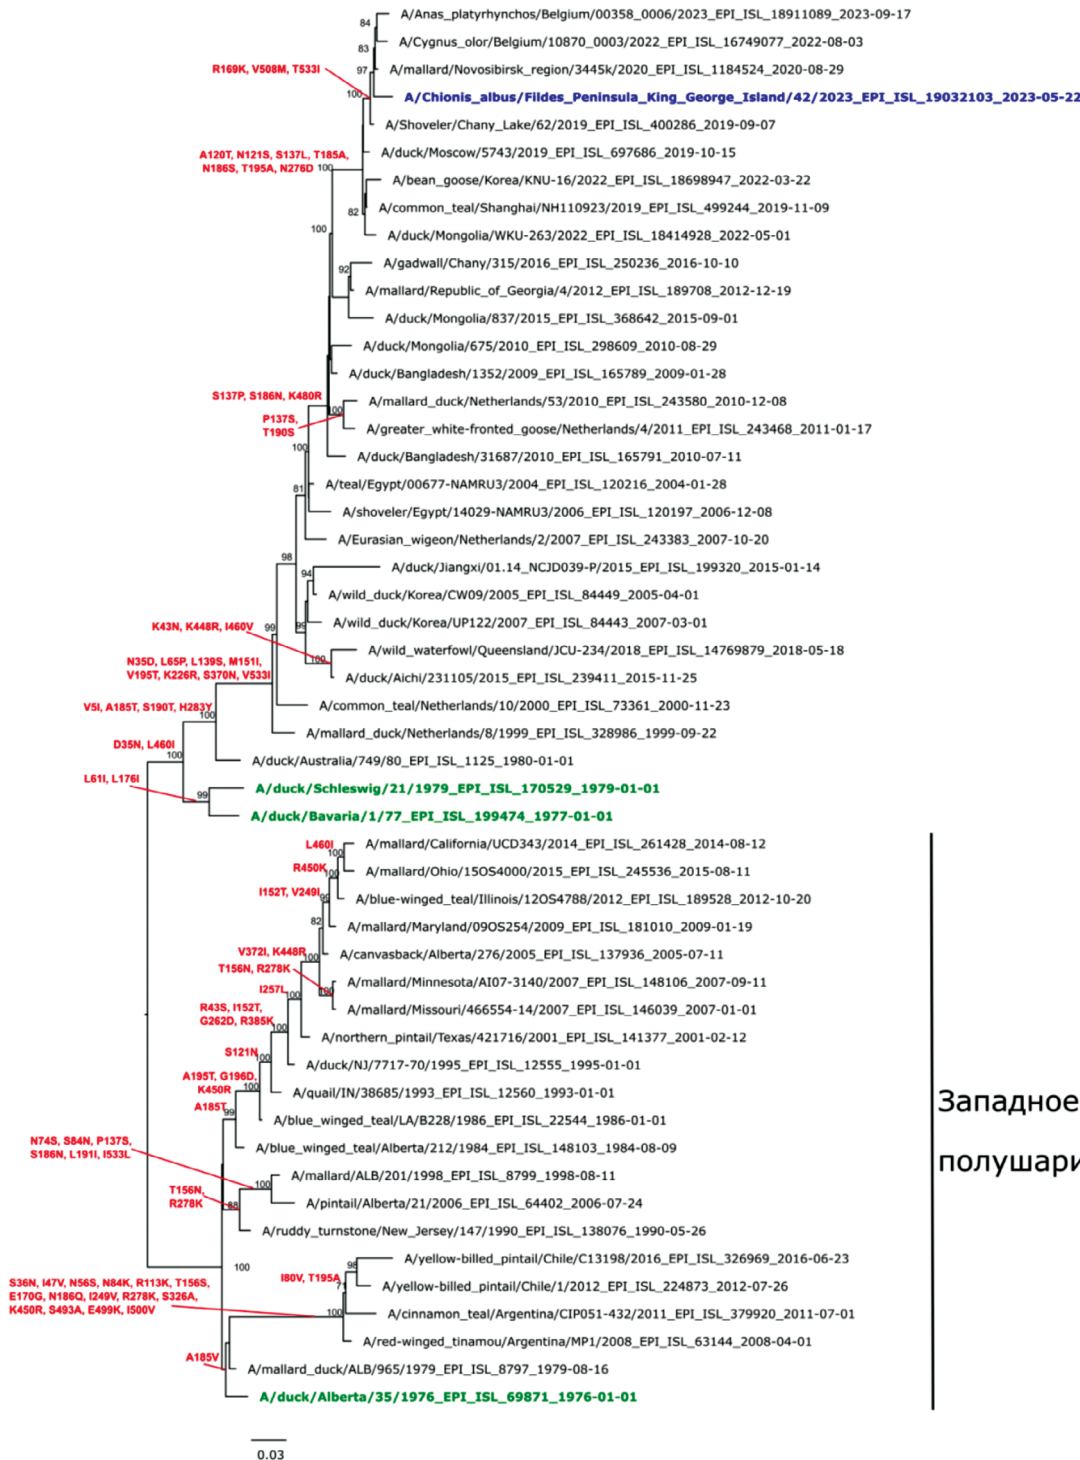 A/Anas_platyrhynchos/Belgium/00358_0006/2023_EPI_ISL_18911089_2023-09-17
84
A/Cygnus_olor/Belgium/10870_0003/2022_EPI_ISL_16749077_2022-08-03
83
A/mallard/Novosibirsk_region/3445k/2020_EPI_ISL_1184524_2020-08-29
97
R169K, V508M, T533I
100
A/Chionis_albus/Fildes_Peninsula_King_George_Island/42/2023_EPI_ISL_19032103_2023-05-22
A/Shoveler/Chany_Lake/62/2019_EPI_ISL_400286_2019-09-07
A120T, N121S, S137L, T185A,
N186S, T195A, N276D
100
A/duck/Moscow/5743/2019_EPI_ISL_697686_2019-10-15
A/bean_goose/Korea/KNU-16/2022_EPI_ISL_18698947_2022-03-22
A/common_teal/Shanghai/NH110923/2019_EPI_ISL_499244_2019-11-09
82
100
A/duck/Mongolia/WKU-263/2022_EPI_ISL_18414928_2022-05-01
A/gadwall/Chany/315/2016_EPI_ISL_250236_2016-10-10
92
A/mallard/Republic_of_Georgia/4/2012_EPI_ISL_189708_2012-12-19
A/duck/Mongolia/837/2015_EPI_ISL_368642_2015-09-01
A/duck/Mongolia/675/2010_EPI_ISL_298609_2010-08-29
A/duck/Bangladesh/1352/2009_EPI_ISL_165789_2009-01-28
S137P, S186N, K480R
A/mallard_duck/Netherlands/53/2010_EPI_ISL_243580_2010-12-08
100
P137S,
T190S
A/greater_white-fronted_goose/Netherlands/4/2011_EPI_ISL_243468_2011-01-17
100
A/duck/Bangladesh/31687/2010_EPI_ISL_165791_2010-07-11
A/teal/Egypt/00677-NAMRU3/2004_EPI_ISL_120216_2004-01-28
81
A/shoveler/Egypt/14029-NAMRU3/2006_EPI_ISL_120197_2006-12-08
A/Eurasian_wigeon/Netherlands/2/2007_EPI_ISL_243383_2007-10-20
98
A/duck/Jiangxi/01.14_NCJD039-P/2015_EPI_ISL_199320_2015-01-14
94
A/wild_duck/Korea/CW09/2005_EPI_ISL_84449_2005-04-01
A/wild_duck/Korea/UP122/2007_EPI_ISL_84443_2007-03-01
K43N, K448R, I460V
99
99
A/wild_waterfowl/Queensland/JCU-234/2018_EPI_ISL_14769879_2018-05-18
100
N35D, L65P, L139S, M151I,
V195T, K226R, S370N, V533I
A/duck/Aichi/231105/2015_EPI_ISL_239411_2015-11-25
A/common_teal/Netherlands/10/2000_EPI_ISL_73361_2000-11-23
V5I, A185T, S190T, H283Y
100
A/mallard_duck/Netherlands/8/1999_EPI_ISL_328986_1999-09-22
D35N, L460I
100
A/duck/Australia/749/80_EPI_ISL_1125_1980-01-01
L61I, L176I
A/duck/Schleswig/21/1979_EPI_ISL_170529_1979-01-01
99
A/duck/Bavaria/1/77_EPI_ISL_199474_1977-01-01
L460I
A/mallard/California/UCD343/2014_EPI_ISL_261428_2014-08-12
100
R450K
A/mallard/Ohio/15OS4000/2015_EPI_ISL_245536_2015-08-11
100
I152T, V249I
A/blue-winged_teal/Illinois/12OS4788/2012_EPI_ISL_189528_2012-10-20
99
82
A/mallard/Maryland/09OS254/2009_EPI_ISL_181010_2009-01-19
V372I, K448R
100
A/canvasback/Alberta/276/2005_EPI_ISL_137936_2005-07-11
T156N, R278K
A/mallard/Minnesota/AI07-3140/2007_EPI_ISL_148106_2007-09-11
100
I257L
100
A/mallard/Missouri/466554-14/2007_EPI_ISL_146039_2007-01-01
R43S, I152T,
G262D, R385K
100
A/northern_pintail/Texas/421716/2001_EPI_ISL_141377_2001-02-12
S121N
100
A/duck/NJ/7717-70/1995_EPI_ISL_12555_1995-01-01
A195T, G196D,
K450R
100
A/quail/IN/38685/1993_EPI_ISL_12560_1993-01-01
A185T
99
A/blue_winged_teal/LA/B228/1986_EPI_ISL_22544_1986-01-01
A/blue_winged_teal/Alberta/212/1984_EPI_ISL_148103_1984-08-09
N74S, S84N, P137S,
S186N, L191I, I533L
A/mallard/ALB/201/1998_EPI_ISL_8799_1998-08-11
100
T156N,
R278K
A/pintail/Alberta/21/2006_EPI_ISL_64402_2006-07-24
88
A/ruddy_turnstone/New_Jersey/147/1990_EPI_ISL_138076_1990-05-26
100
A/yellow-billed_pintail/Chile/C13198/2016_EPI_ISL_326969_2016-06-23
98
I80V, T195A
71
A/yellow-billed_pintail/Chile/1/2012_EPI_ISL_224873_2012-07-26
S36N, I47V, N56S, N84K, R113K, T156S,
E170G, N186Q, I249V, R278K, S326A,
K450R, S493A, E499K, I500V
100
A/cinnamon_teal/Argentina/CIP051-432/2011_EPI_ISL_379920_2011-07-01
A/red-winged_tinamou/Argentina/MP1/2008_EPI_ISL_63144_2008-04-01
A185V
A/mallard_duck/ALB/965/1979_EPI_ISL_8797_1979-08-16
A/duck/Alberta/35/1976_EPI_ISL_69871_1976-01-01
Западное
полушари
0.03